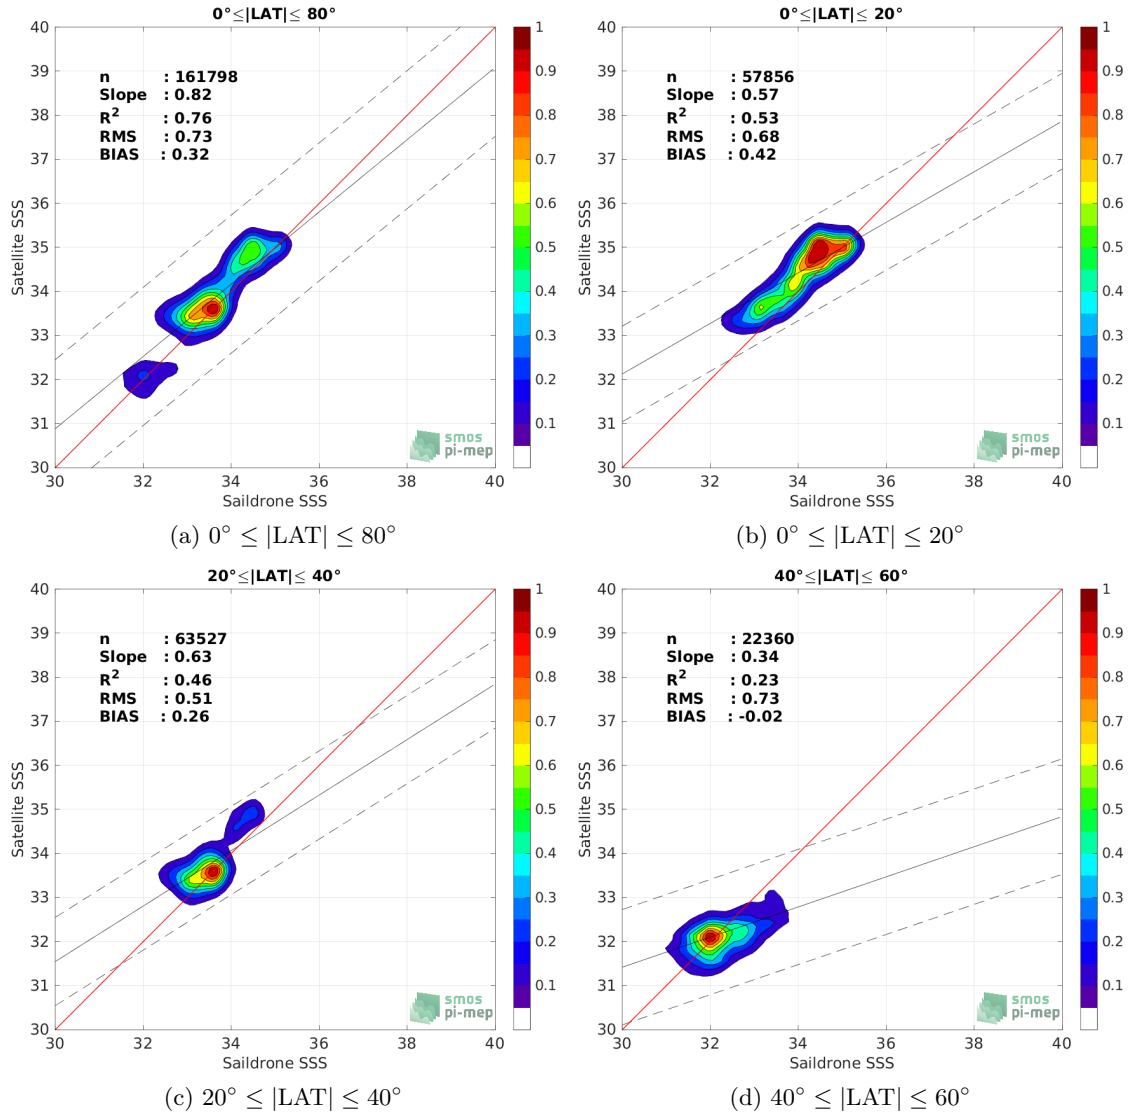 0°≤|LAT|≤ 80°
n : 161798
Slope : 0.82
R² : 0.76
RMS : 0.73
BIAS : 0.32
Satellite SSS
40
39
38
37
36
35
34
33
32
31
30
30 32 34 36 38 40
Saildrone SSS
1
0.9
0.8
0.7
0.6
0.5
0.4
0.3
0.2
0.1
smos
pi-mep
(a) 0° ≤ |LAT| ≤ 80°
0°≤|LAT|≤ 20°
n : 57856
Slope : 0.57
R² : 0.53
RMS : 0.68
BIAS : 0.42
Satellite SSS
40
39
38
37
36
35
34
33
32
31
30
30 32 34 36 38 40
Saildrone SSS
1
0.9
0.8
0.7
0.6
0.5
0.4
0.3
0.2
0.1
smos
pi-mep
(b) 0° ≤ |LAT| ≤ 20°
20°≤|LAT|≤ 40°
n : 63527
Slope : 0.63
R² : 0.46
RMS : 0.51
BIAS : 0.26
Satellite SSS
40
39
38
37
36
35
34
33
32
31
30
30 32 34 36 38 40
Saildrone SSS
1
0.9
0.8
0.7
0.6
0.5
0.4
0.3
0.2
0.1
smos
pi-mep
(c) 20° ≤ |LAT| ≤ 40°
40°≤|LAT|≤ 60°
n : 22360
Slope : 0.34
R² : 0.23
RMS : 0.73
BIAS : -0.02
Satellite SSS
40
39
38
37
36
35
34
33
32
31
30
30 32 34 36 38 40
Saildrone SSS
1
0.9
0.8
0.7
0.6
0.5
0.4
0.3
0.2
0.1
smos
pi-mep
(d) 40° ≤ |LAT| ≤ 60°